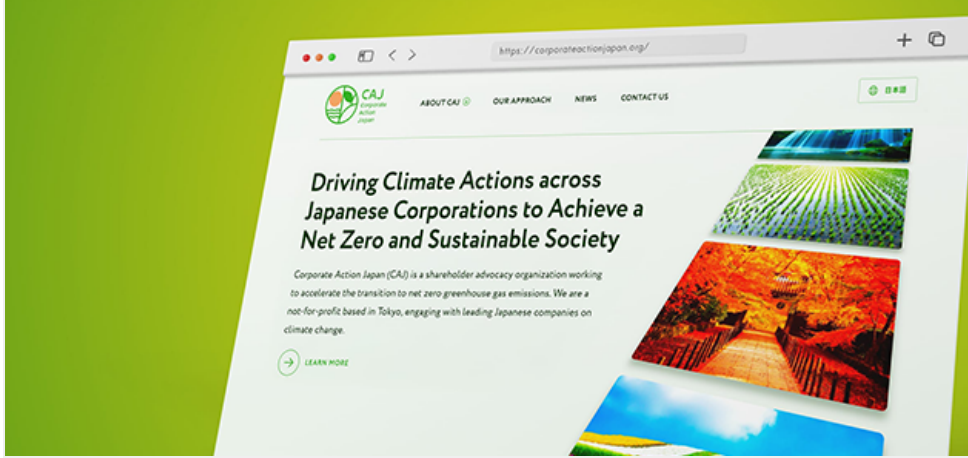 https://corporateactionjapan.org/
CAJ
Corporate
Action
Japan
ABOUT CAJ
OUR APPROACH
NEWS
CONTACT US
日本語
Driving Climate Actions across
Japanese Corporations to Achieve a
Net Zero and Sustainable Society
Corporate Action Japan (CAJ) is a shareholder advocacy organization working
to accelerate the transition to net zero greenhouse gas emissions. We are a
not-for-profit based in Tokyo, engaging with leading Japanese companies on
climate change.
LEARN MORE